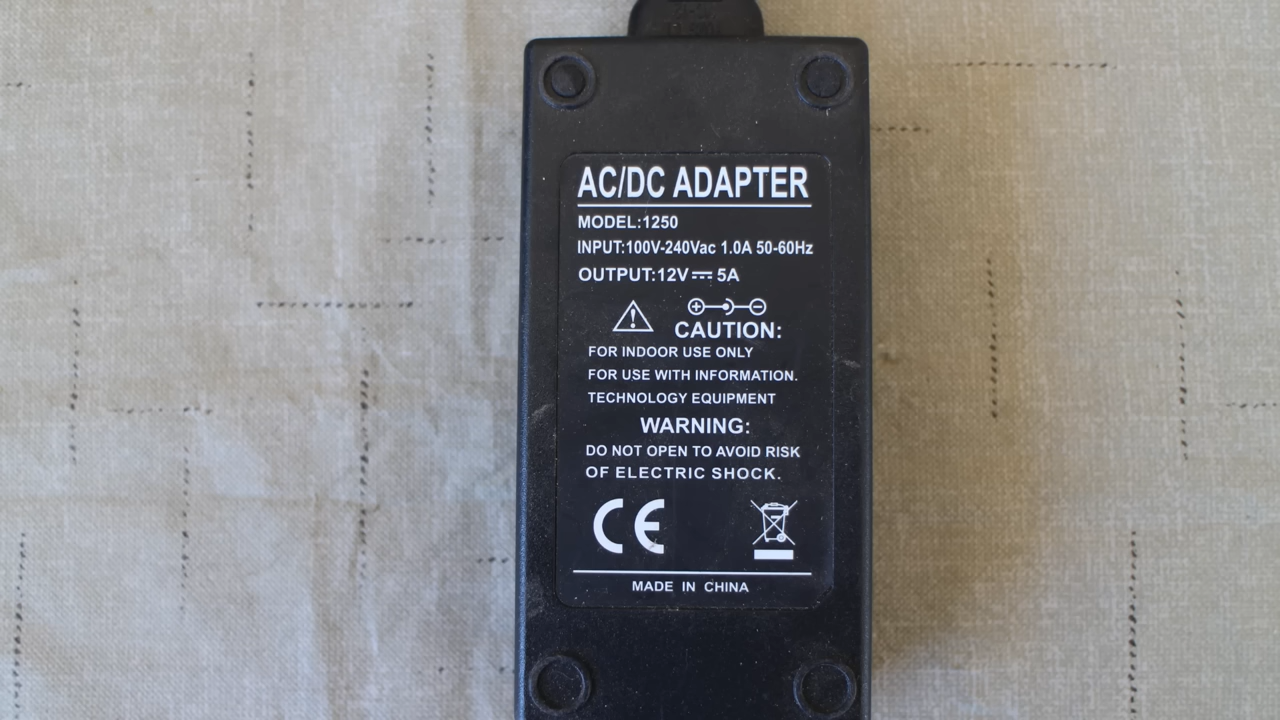 AC/DC ADAPTER
MODEL:1250
INPUT:100V-240Vac 1.0A 50-60Hz
OUTPUT:12V⎓5A
CAUTION:
FOR INDOOR USE ONLY
FOR USE WITH INFORMATION.
TECHNOLOGY EQUIPMENT
WARNING:
DO NOT OPEN TO AVOID RISK
OF ELECTRIC SHOCK.
CE
MADE IN CHINA